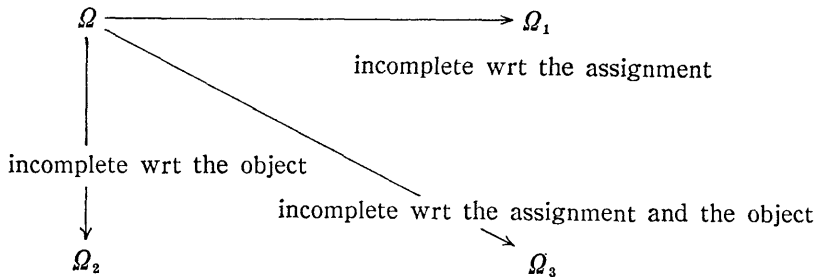 Ω Ω₁
incomplete wrt the assignment
incomplete wrt the object
incomplete wrt the assignment and the object
Ω₂ Ω₃